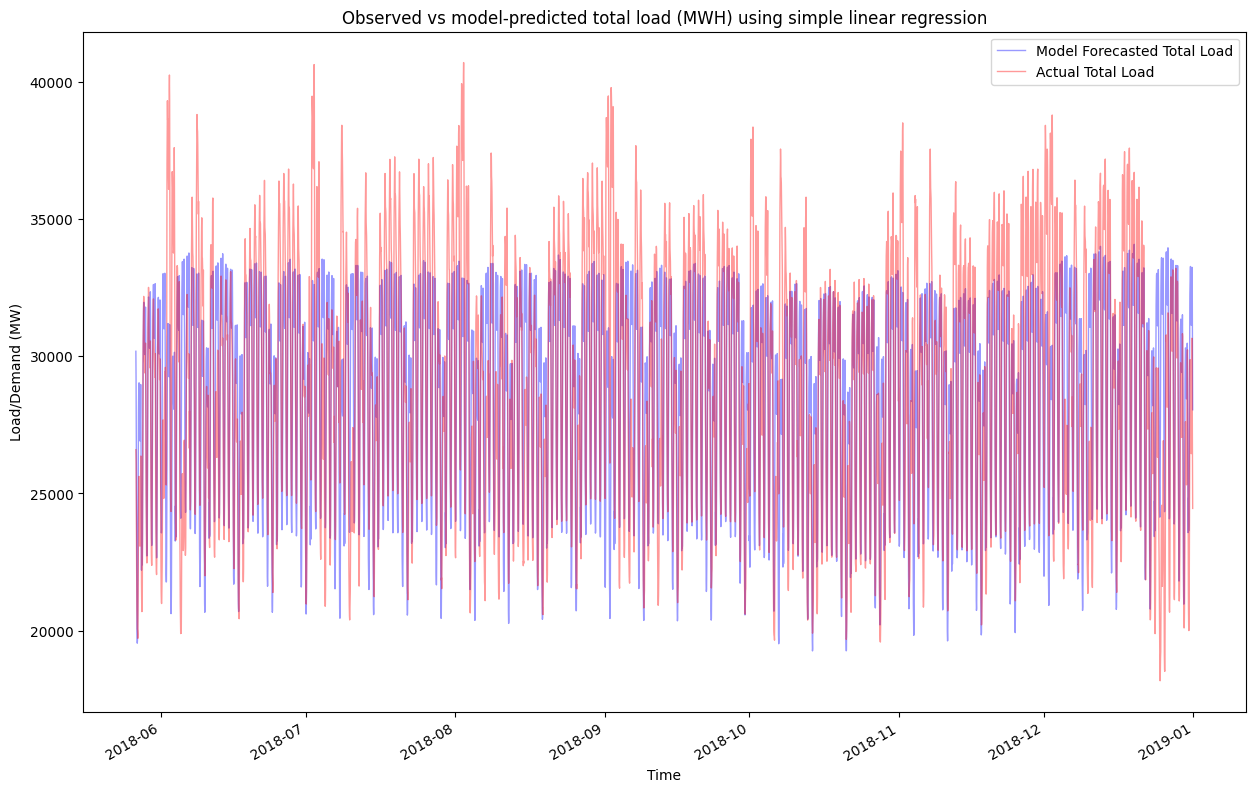 Observed vs model-predicted total load (MWH) using simple linear regression
Model Forecasted Total Load
Actual Total Load
Load/Demand (MW)
40000
35000
30000
25000
20000
2018-06
2018-07
2018-08
2018-09
2018-10
2018-11
2018-12
2019-01
Time